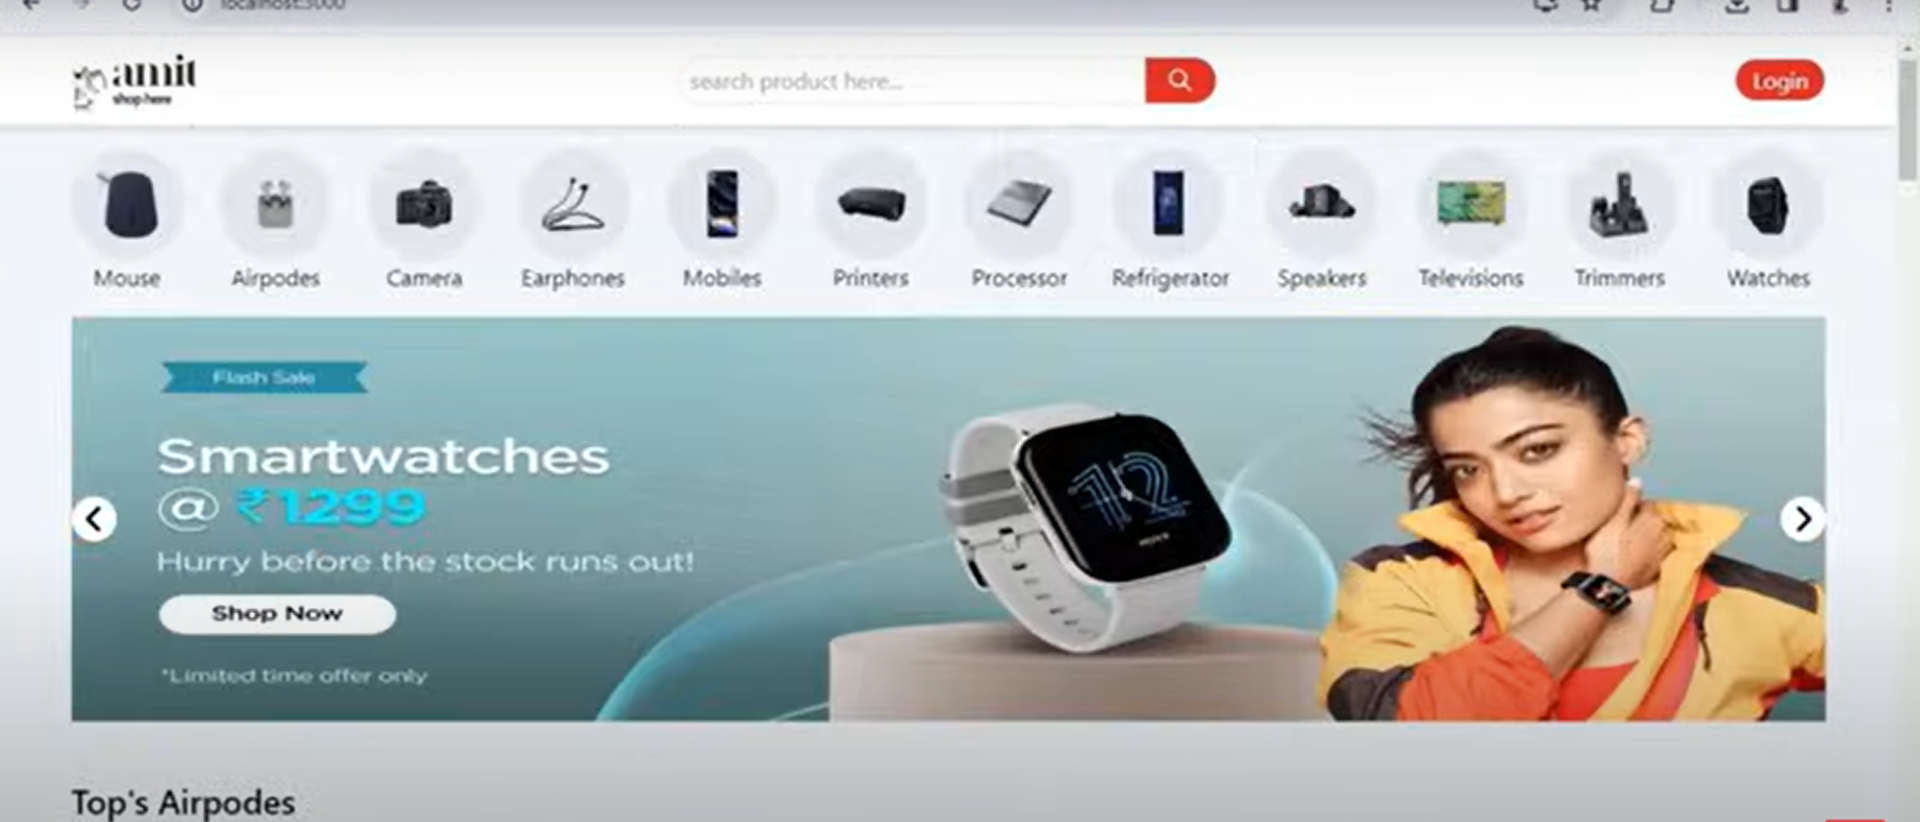 localhost:3000
amit
shop here
search product here...
Login
Mouse
Airpodes
Camera
Earphones
Mobiles
Printers
Processor
Refrigerator
Speakers
Televisions
Trimmers
Watches
Flash Sale
Smartwatches
@ ₹1299
Hurry before the stock runs out!
Shop Now
*Limited time offer only
12
Top's Airpodes